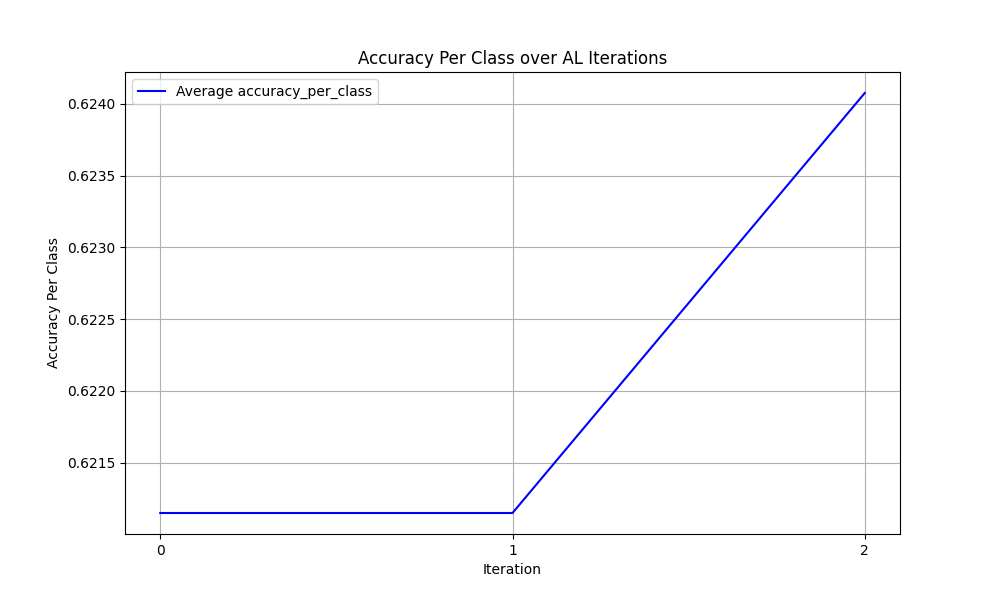 Accuracy Per Class over AL Iterations
Average accuracy_per_class
0.6240
0.6235
0.6230
0.6225
0.6220
0.6215
Accuracy Per Class
0 1 2
Iteration